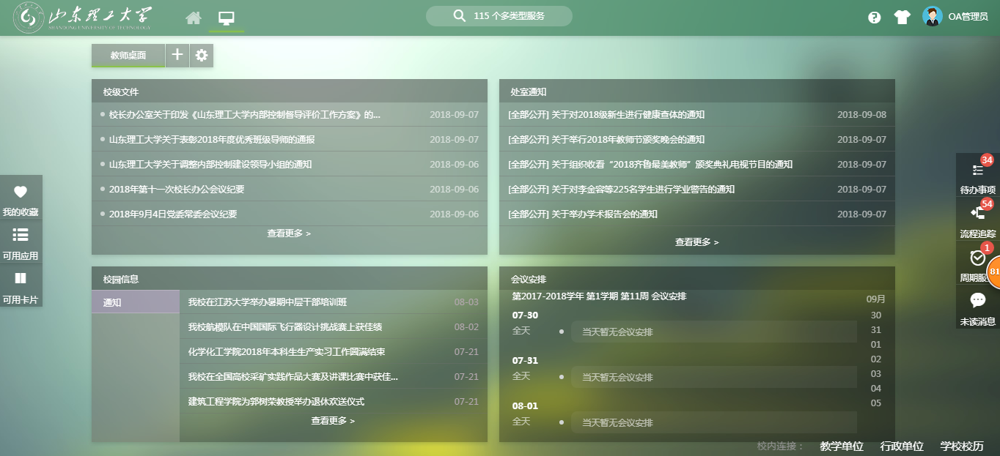 山东理工大学
SHANDONG UNIVERSITY OF TECHNOLOGY
115 个多类型服务
OA管理员
教师桌面
校级文件
校长办公室关于印发《山东理工大学内部控制督导评价工作方案》的... 2018-09-07
山东理工大学关于表彰2018年度优秀班级导师的通报 2018-09-07
山东理工大学关于调整内部控制建设领导小组的通知 2018-09-06
2018年第十一次校长办公会议纪要 2018-09-06
2018年9月4日党委常委会议纪要 2018-09-06
查看更多 >
处室通知
[全部公开] 关于对2018级新生进行健康查体的通知 2018-09-08
[全部公开] 关于举行2018年教师节颁奖晚会的通知 2018-09-07
[全部公开] 关于组织收看“2018齐鲁最美教师”颁奖典礼电视节目的通知 2018-09-07
[全部公开] 关于对李金容等225名学生进行学业警告的通知 2018-09-07
[全部公开] 关于举办学术报告会的通知 2018-09-07
查看更多 >
我的收藏
可用应用
可用卡片
34
待办事项
54
流程追踪
1
周期服
81
未读消息
校园信息
通知
我校在江苏大学举办暑期中层干部培训班 08-03
我校航模队在中国国际飞行器设计挑战赛上获佳绩 08-02
化学化工学院2018年本科生生产实习工作圆满结束 07-21
我校在全国高校采矿实践作品大赛及讲课比赛中获佳... 07-21
建筑工程学院为郭树荣教授举办退休欢送仪式 07-21
查看更多 >
会议安排
第2017-2018学年 第1学期 第11周 会议安排
07-30
全天 当天暂无会议安排
07-31
全天 当天暂无会议安排
08-01
全天 当天暂无会议安排
09月
30
31
01
02
03
04
05
校内连接： 教学单位 行政单位 学校校历